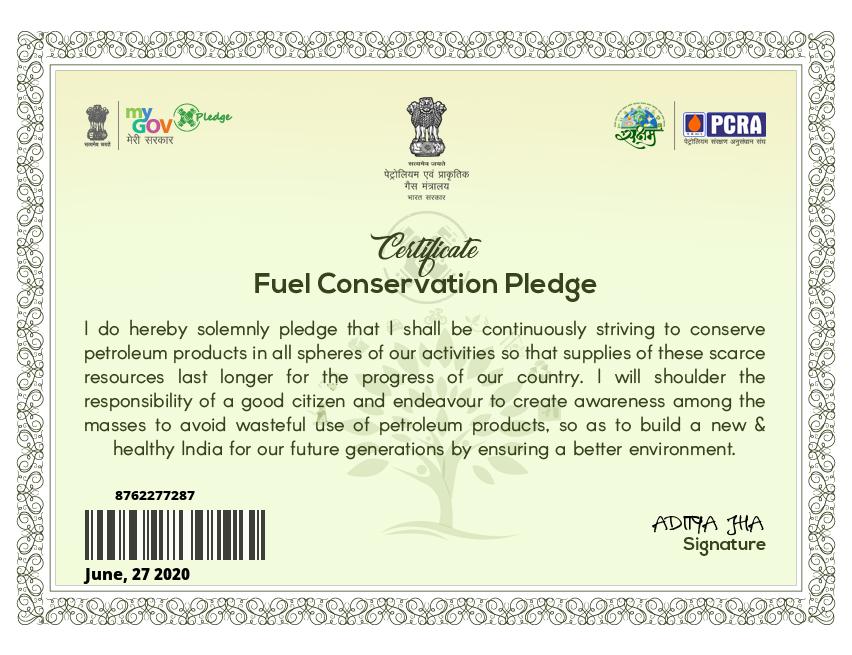 my
GOV Pledge
मेरी सरकार
सत्यमेव जयते
सत्यमेव जयते
पेट्रोलियम एवं प्राकृतिक
गैस मंत्रालय
भारत सरकार
सक्षम
PCRA
पेट्रोलियम संरक्षण अनुसंधान संघ
Certificate
Fuel Conservation Pledge
I do hereby solemnly pledge that I shall be continuously striving to conserve
petroleum products in all spheres of our activities so that supplies of these scarce
resources last longer for the progress of our country. I will shoulder the
responsibility of a good citizen and endeavour to create awareness among the
masses to avoid wasteful use of petroleum products, so as to build a new &
healthy India for our future generations by ensuring a better environment.
8762277287
June, 27 2020
ADITYA JHA
Signature